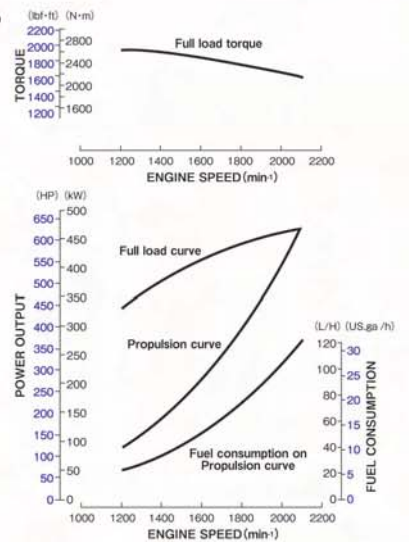 (lbf·ft) (N·m)
2200
2000 2800
1800 2400
1600 2000
1400
1200 1600
TORQUE
Full load torque
1000 1200 1400 1600 1800 2000 2200
ENGINE SPEED(min-1)
(HP) (kW)
650 500
600 450
550 400
500
450 350
400 300
350 250
300
250 200
200 150
150 100
100
50 50
0 0
POWER OUTPUT
Full load curve
Propulsion curve
Fuel consumption on
Propulsion curve
(L/H) (US.ga /h)
120 30
100 25
80 20
60 15
40 10
20 5
0 0
FUEL CONSUMPTION
1000 1200 1400 1600 1800 2000 2200
ENGINE SPEED(min-1)